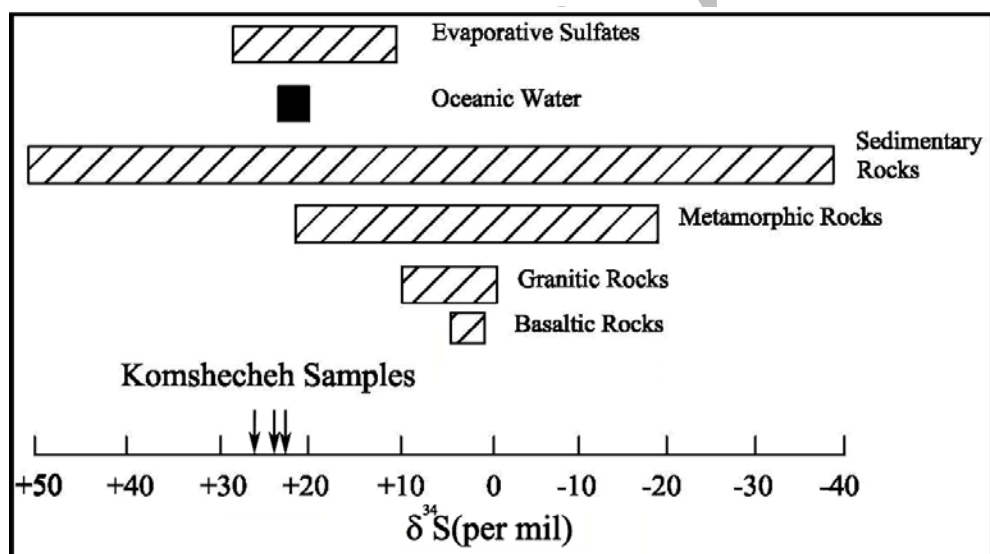 Evaporative Sulfates
Oceanic Water
Sedimentary
Rocks
Metamorphic Rocks
Granitic Rocks
Basaltic Rocks
Komshecheh Samples
+50 +40 +30 +20 +10 0 -10 -20 -30 -40
δ³⁴S(per mil)